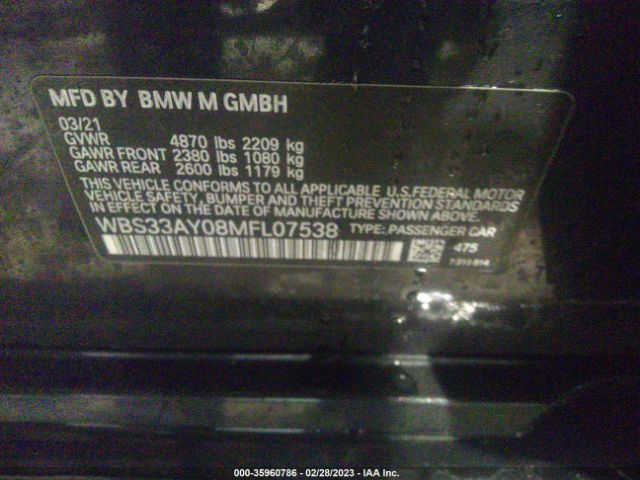 MFD BY BMW M GMBH
03/21
GVWR 4870 lbs 2209 kg
GAWR FRONT 2380 lbs 1080 kg
GAWR REAR 2600 lbs 1179 kg
THIS VEHICLE CONFORMS TO ALL APPLICABLE U.S.FEDERAL MOTOR
VEHICLE SAFETY, BUMPER AND THEFT PREVENTION STANDARDS
IN EFFECT ON THE DATE OF MANUFACTURE SHOWN ABOVE.
WBS33AY08MFL07538 TYPE: PASSENGER CAR
475
000-35960786 - 02/28/2023 - IAA Inc.